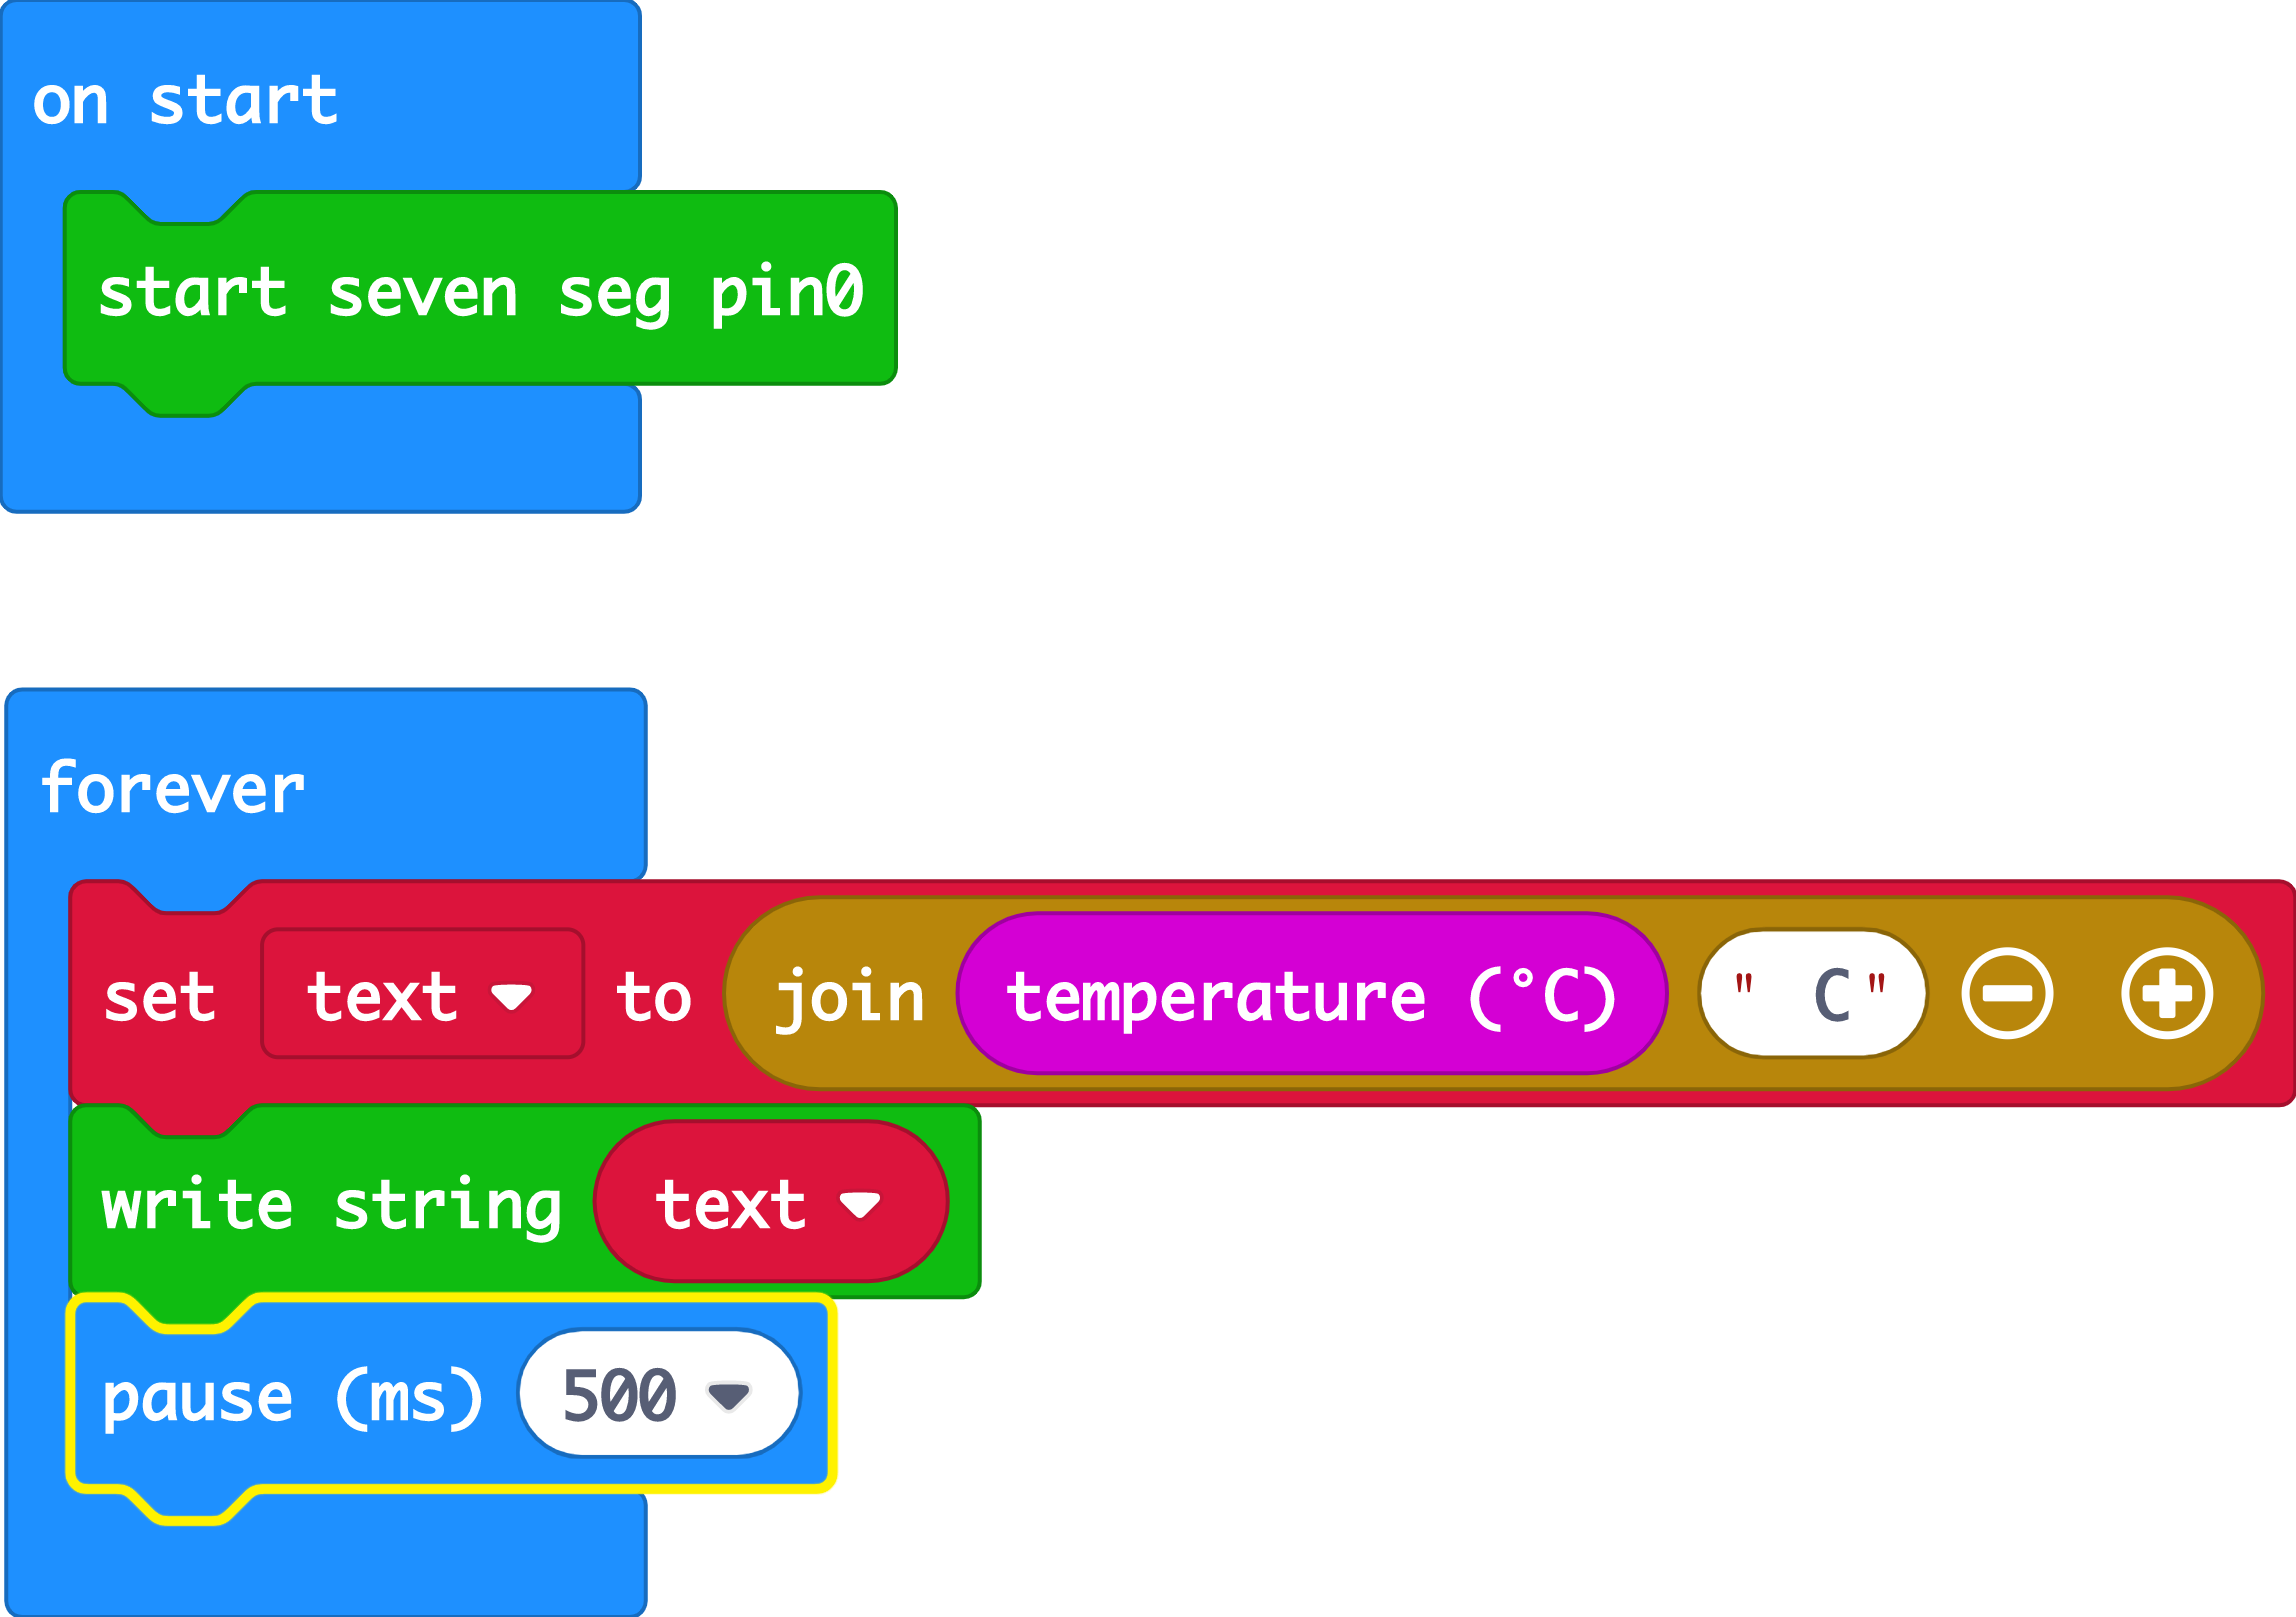 on start
start seven seg pin0
forever
set text to join temperature (°C) " C"
write string text
pause (ms) 500